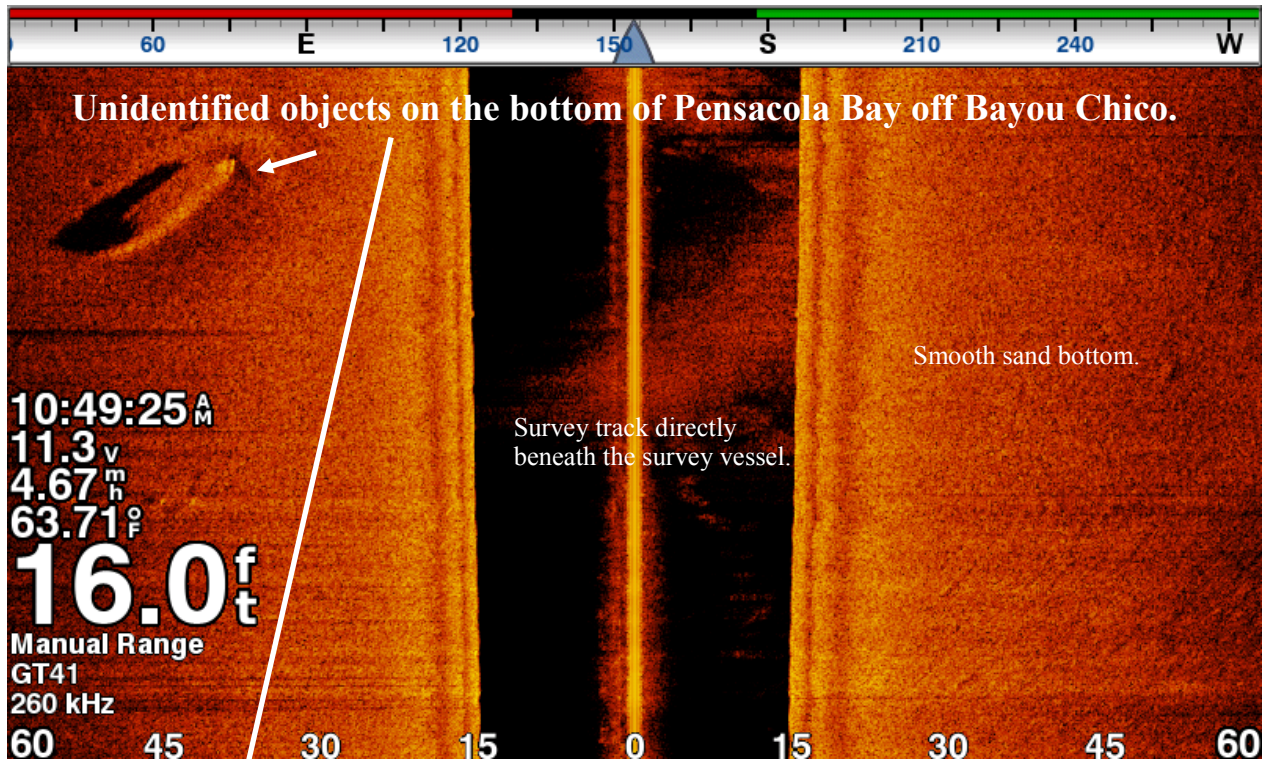 60 E 120 150 S 210 240 W
Unidentified objects on the bottom of Pensacola Bay off Bayou Chico.
Smooth sand bottom.
Survey track directly
beneath the survey vessel.
10:49:25 AM
11.3 v
4.67 mh
63.71 °F
16.0 ft
Manual Range
GT41
260 kHz
60 45 30 15 0 15 30 45 60